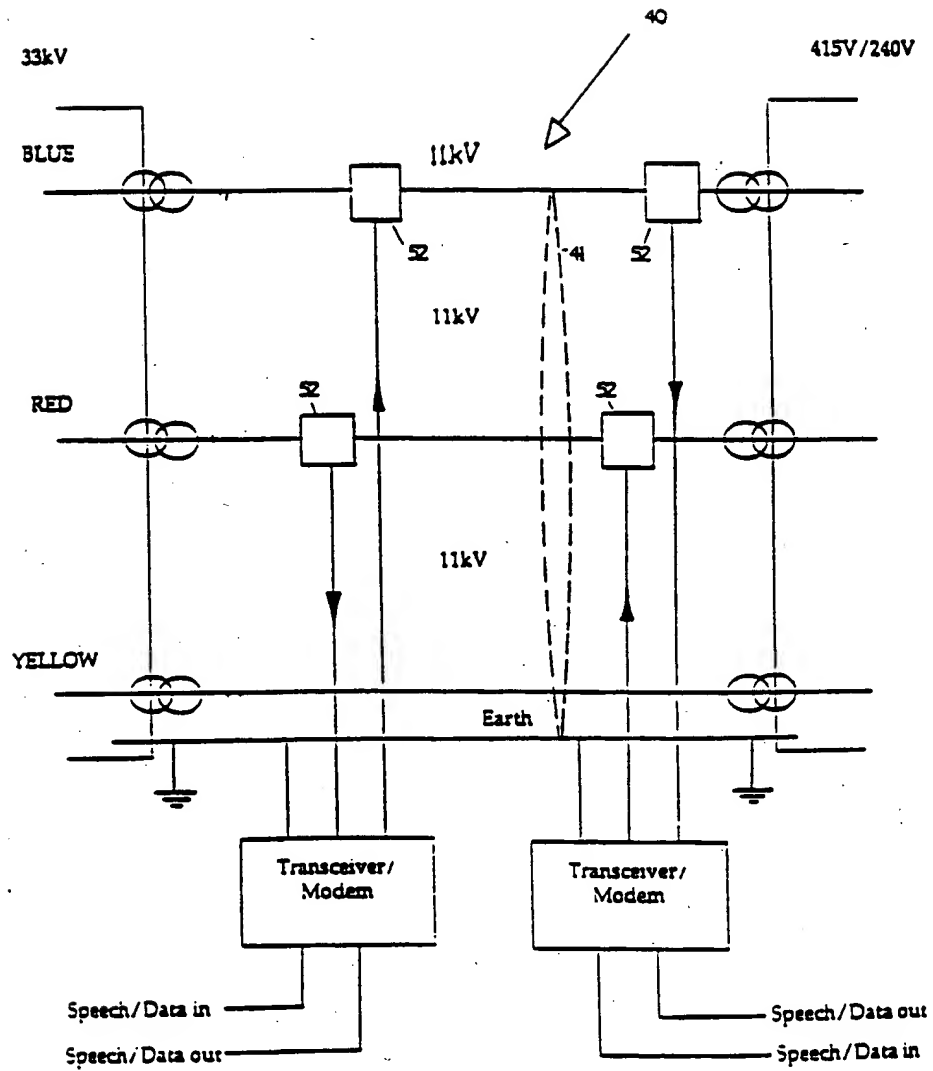 40
33kV
415V/240V
BLUE
11kV
52
41
52
11kV
RED
52
52
11kV
YELLOW
Earth
Transceiver/
Modem
Transceiver/
Modem
Speech/Data in
Speech/Data out
Speech/Data out
Speech/Data in